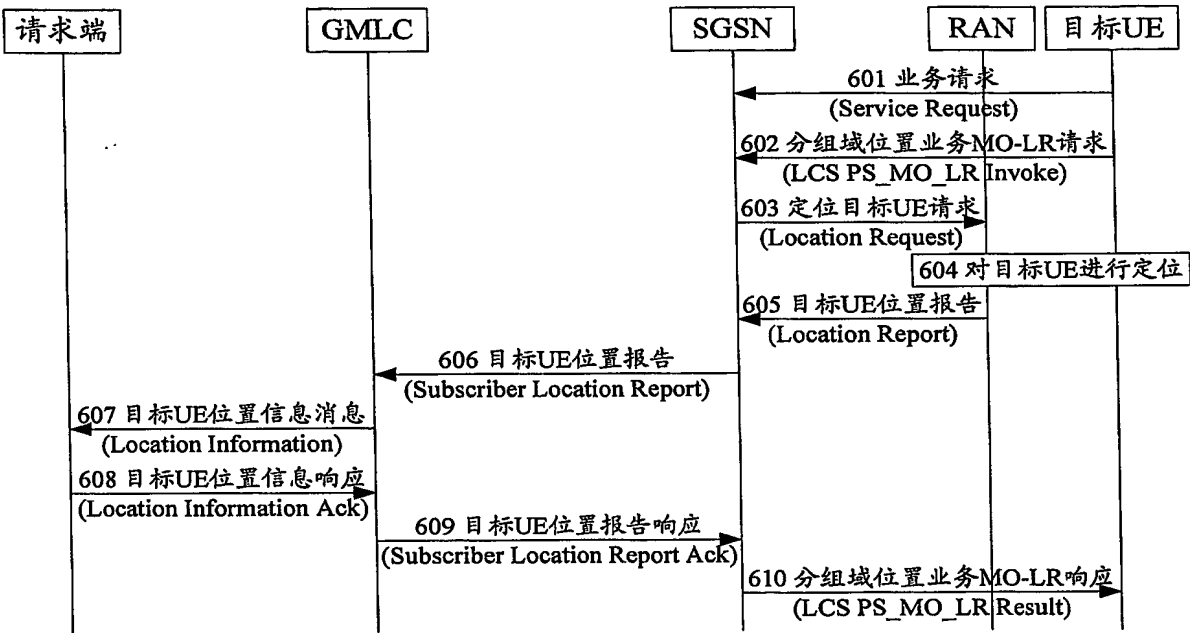 请求端
GMLC
SGSN
RAN
目标UE
601 业务请求
(Service Request)
602 分组域位置业务MO-LR请求
(LCS PS_MO_LR Invoke)
603 定位目标UE请求
(Location Request)
604 对目标UE进行定位
605 目标UE位置报告
(Location Report)
606 目标UE位置报告
(Subscriber Location Report)
607 目标UE位置信息消息
(Location Information)
608 目标UE位置信息响应
(Location Information Ack)
609 目标UE位置报告响应
(Subscriber Location Report Ack)
610 分组域位置业务MO-LR响应
(LCS PS_MO_LR Result)